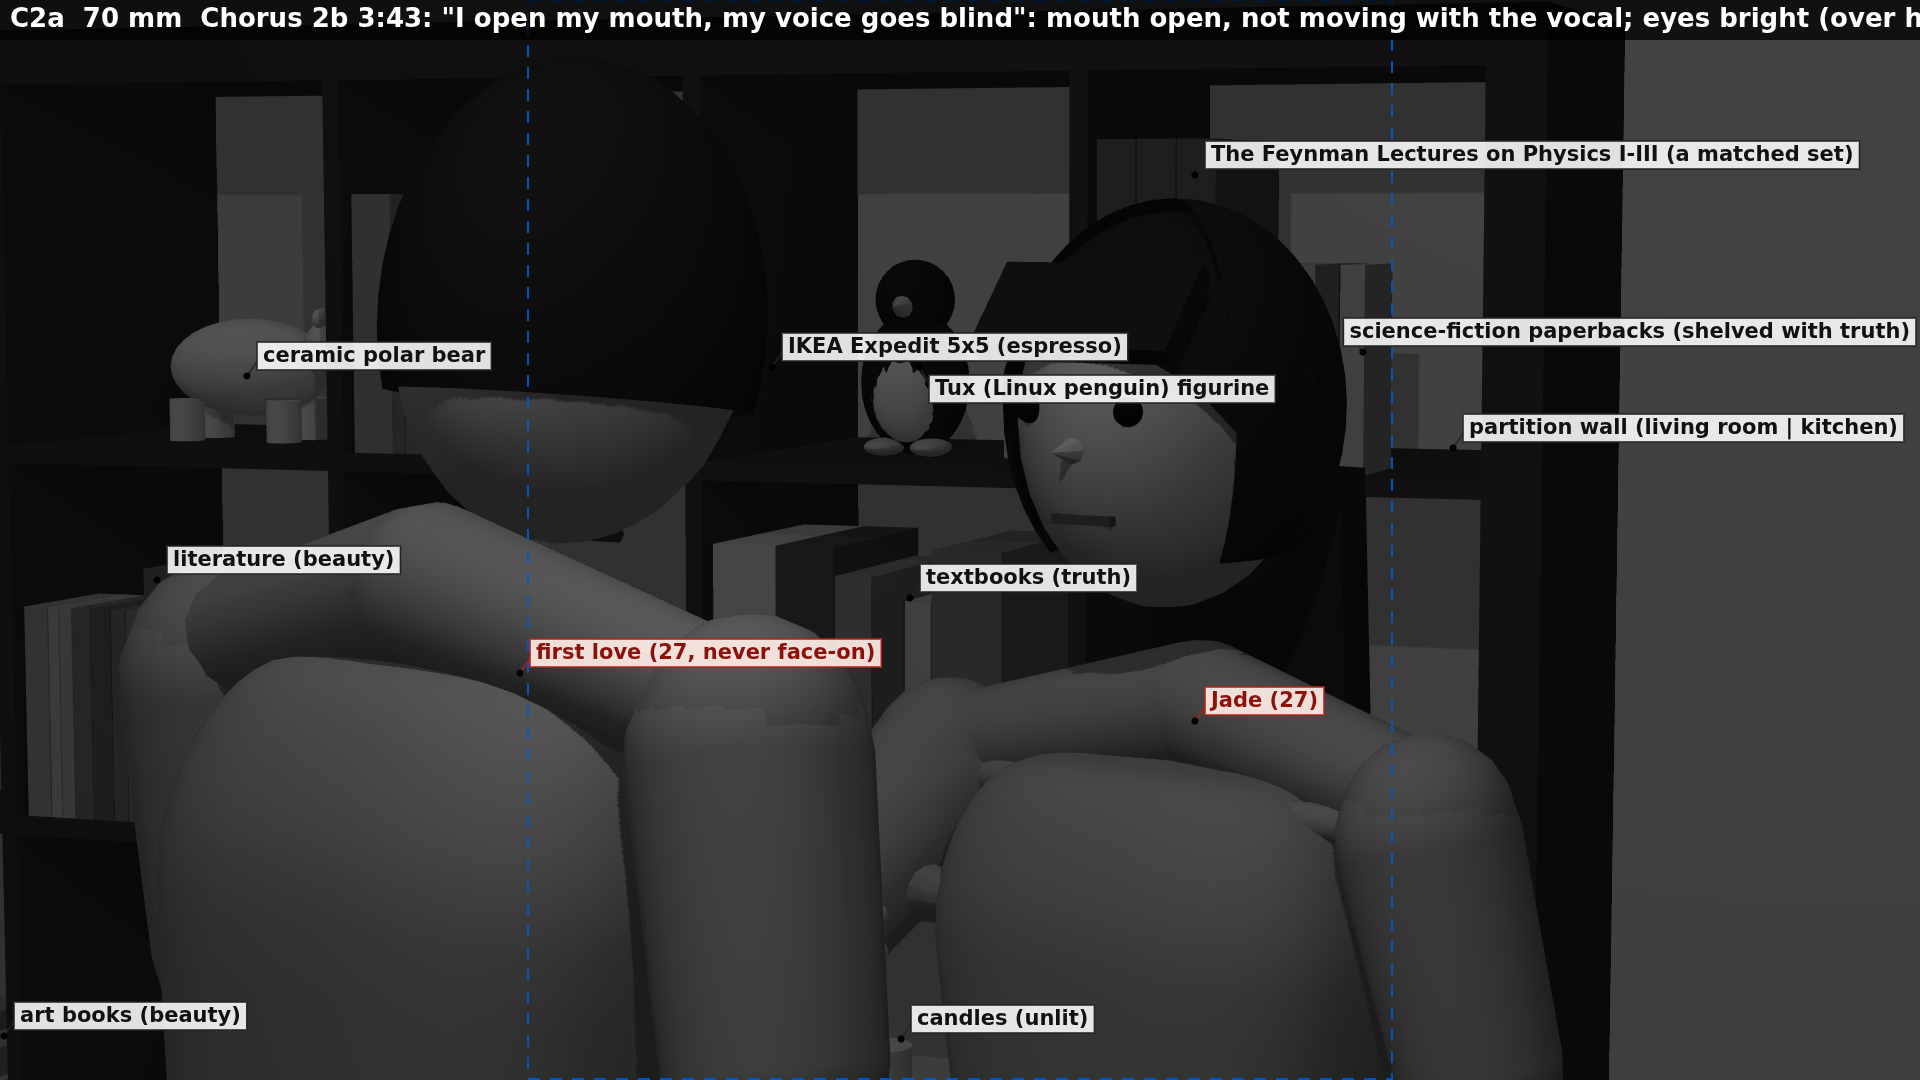 C2a  70 mm  Chorus 2b 3:43: "I open my mouth, my voice goes blind": mouth open, not moving with the vocal; eyes bright (over h
The Feynman Lectures on Physics I-III (a matched set)
science-fiction paperbacks (shelved with truth)
ceramic polar bear
IKEA Expedit 5x5 (espresso)
Tux (Linux penguin) figurine
partition wall (living room | kitchen)
literature (beauty)
textbooks (truth)
first love (27, never face-on)
Jade (27)
art books (beauty)
candles (unlit)